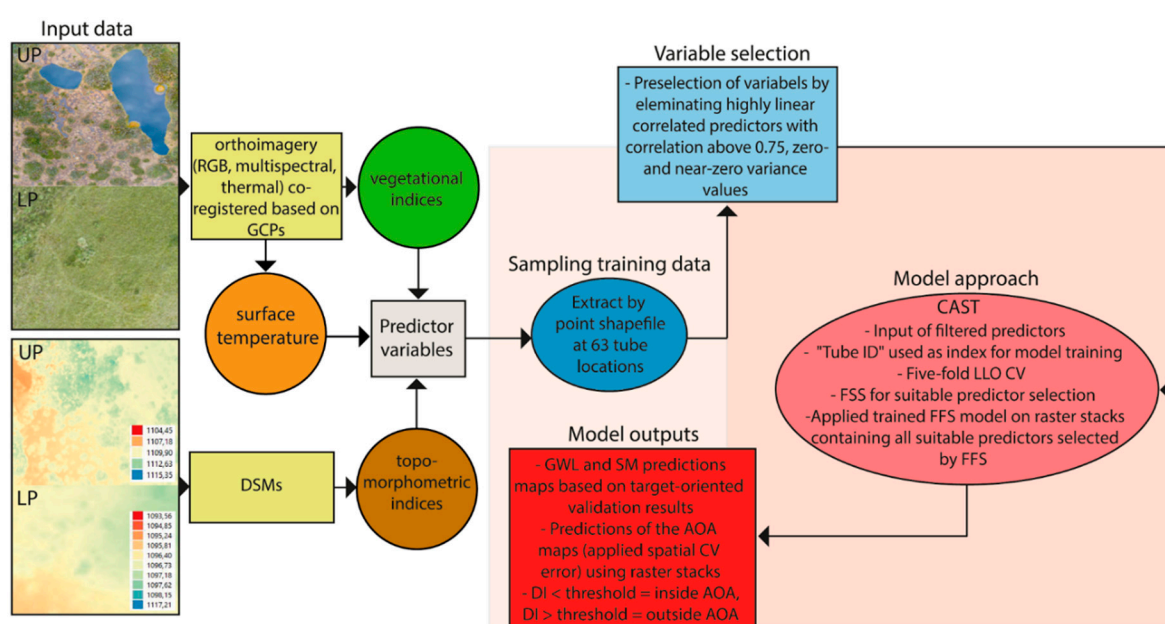 Input data
UP
LP
UP
1104,45
1107,18
1109,90
1112,63
1115,35
LP
1093,56
1094,85
1095,24
1095,81
1096,40
1096,73
1097,18
1097,62
1098,15
1117,21
orthoimagery
(RGB, multispectral,
thermal) co-
registered based on
GCPs
vegetational
indices
surface
temperature
Predictor
variables
DSMs
topo-
morphometric
indices
Sampling training data
Extract by
point shapefile
at 63 tube
locations
Variable selection
- Preselection of variabels by
eleminating highly linear
correlated predictors with
correlation above 0.75, zero-
and near-zero variance
values
Model approach
CAST
- Input of filtered predictors
- "Tube ID" used as index for model training
- Five-fold LLO CV
- FSS for suitable predictor selection
-Applied trained FFS model on raster stacks
containing all suitable predictors selected
by FFS
Model outputs
- GWL and SM predictions
maps based on target-oriented
validation results
- Predictions of the AOA
maps (applied spatial CV
error) using raster stacks
- DI < threshold = inside AOA,
DI > threshold = outside AOA